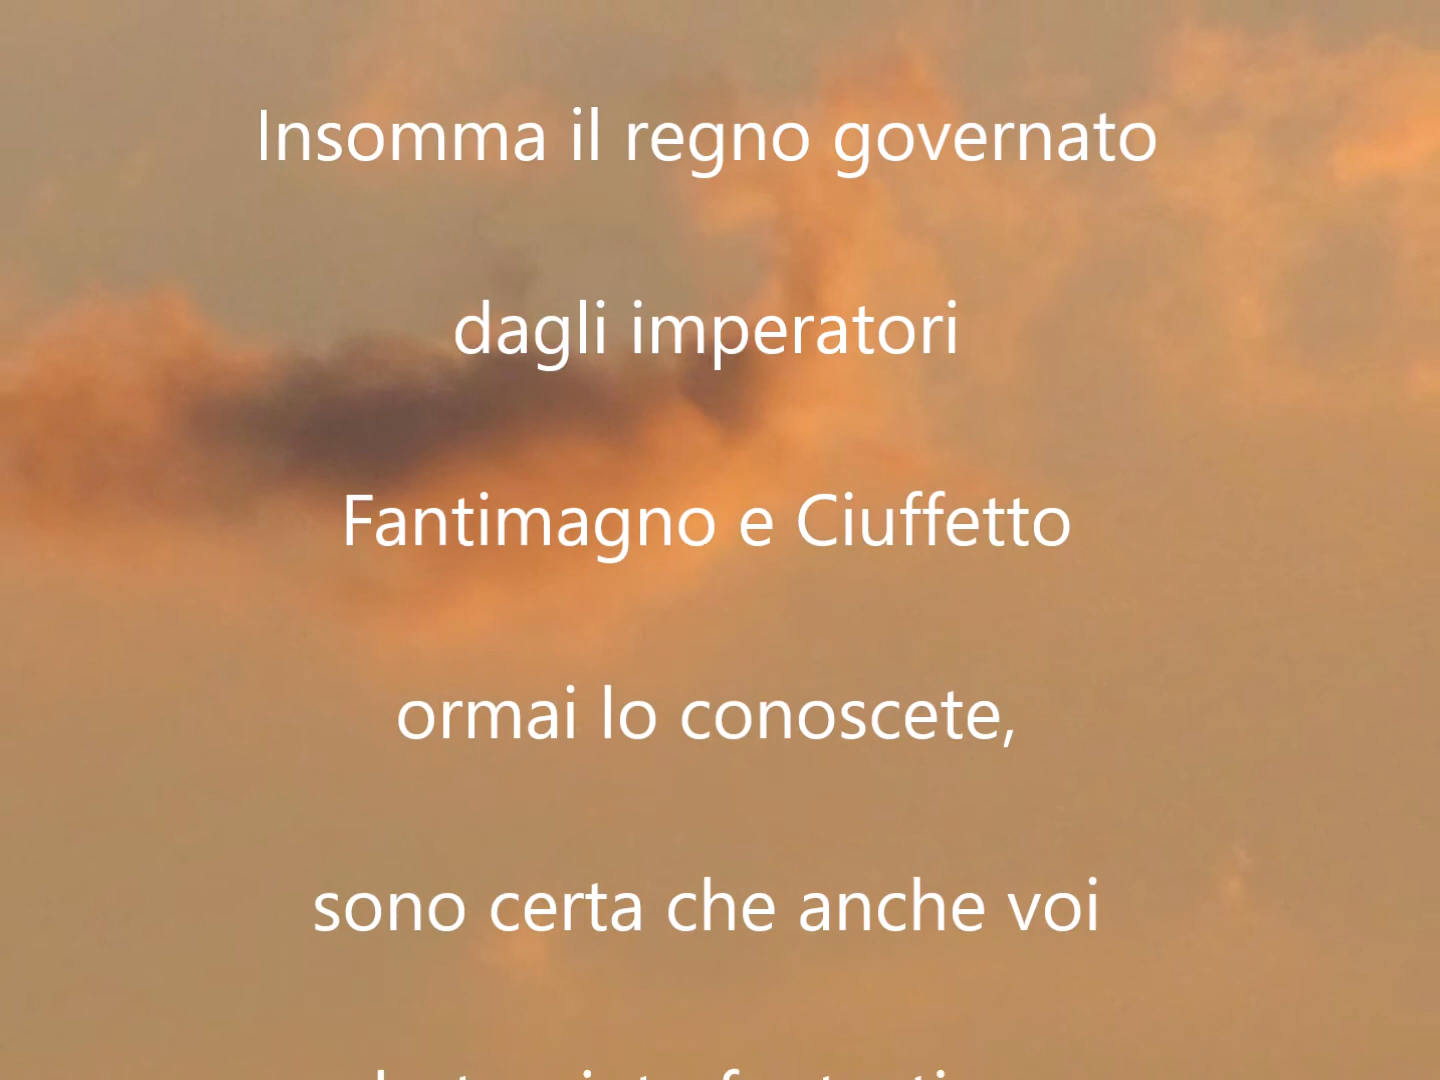 Insomma il regno governato
dagli imperatori
Fantimagno e Ciuffetto
ormai lo conoscete,
sono certa che anche voi